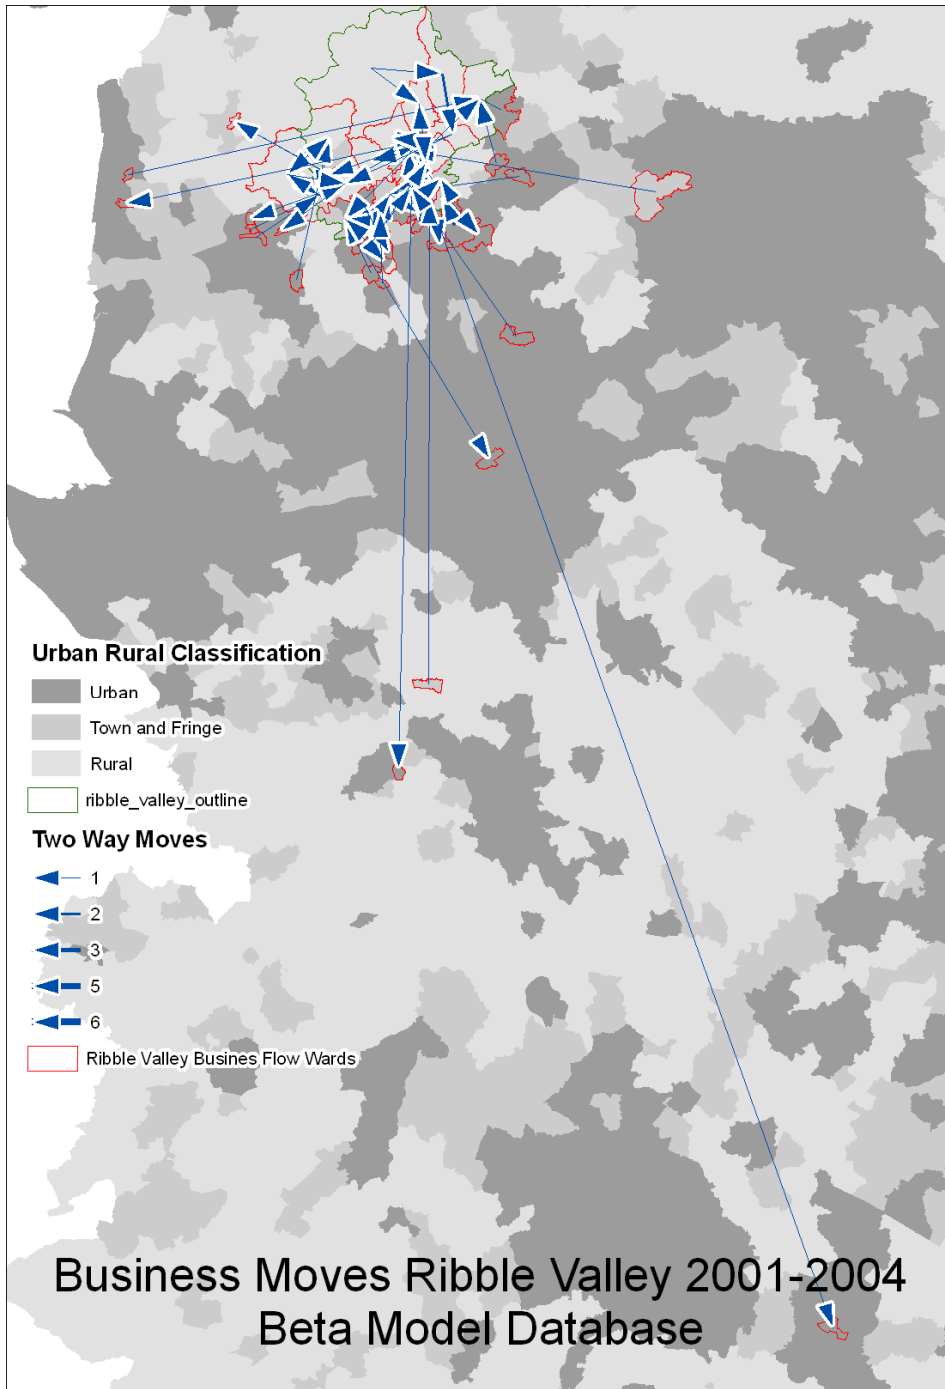 Urban Rural Classification
Urban
Town and Fringe
Rural
ribble_valley_outline
Two Way Moves
1
2
3
5
6
Ribble Valley Busines Flow Wards
Business Moves Ribble Valley 2001-2004
Beta Model Database